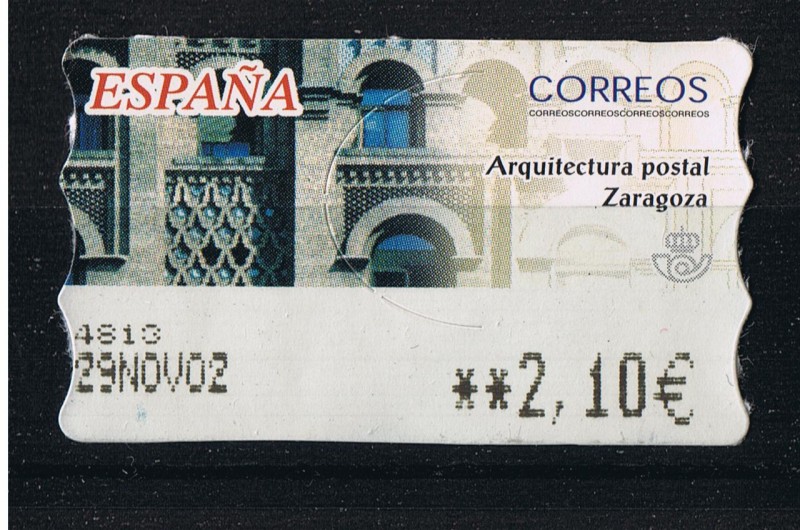 ESPAÑA
CORREOS
CORREOSCORREOSCORREOSCORREOS
Arquitectura postal
Zaragoza
4813
29NOV02
**2,10€